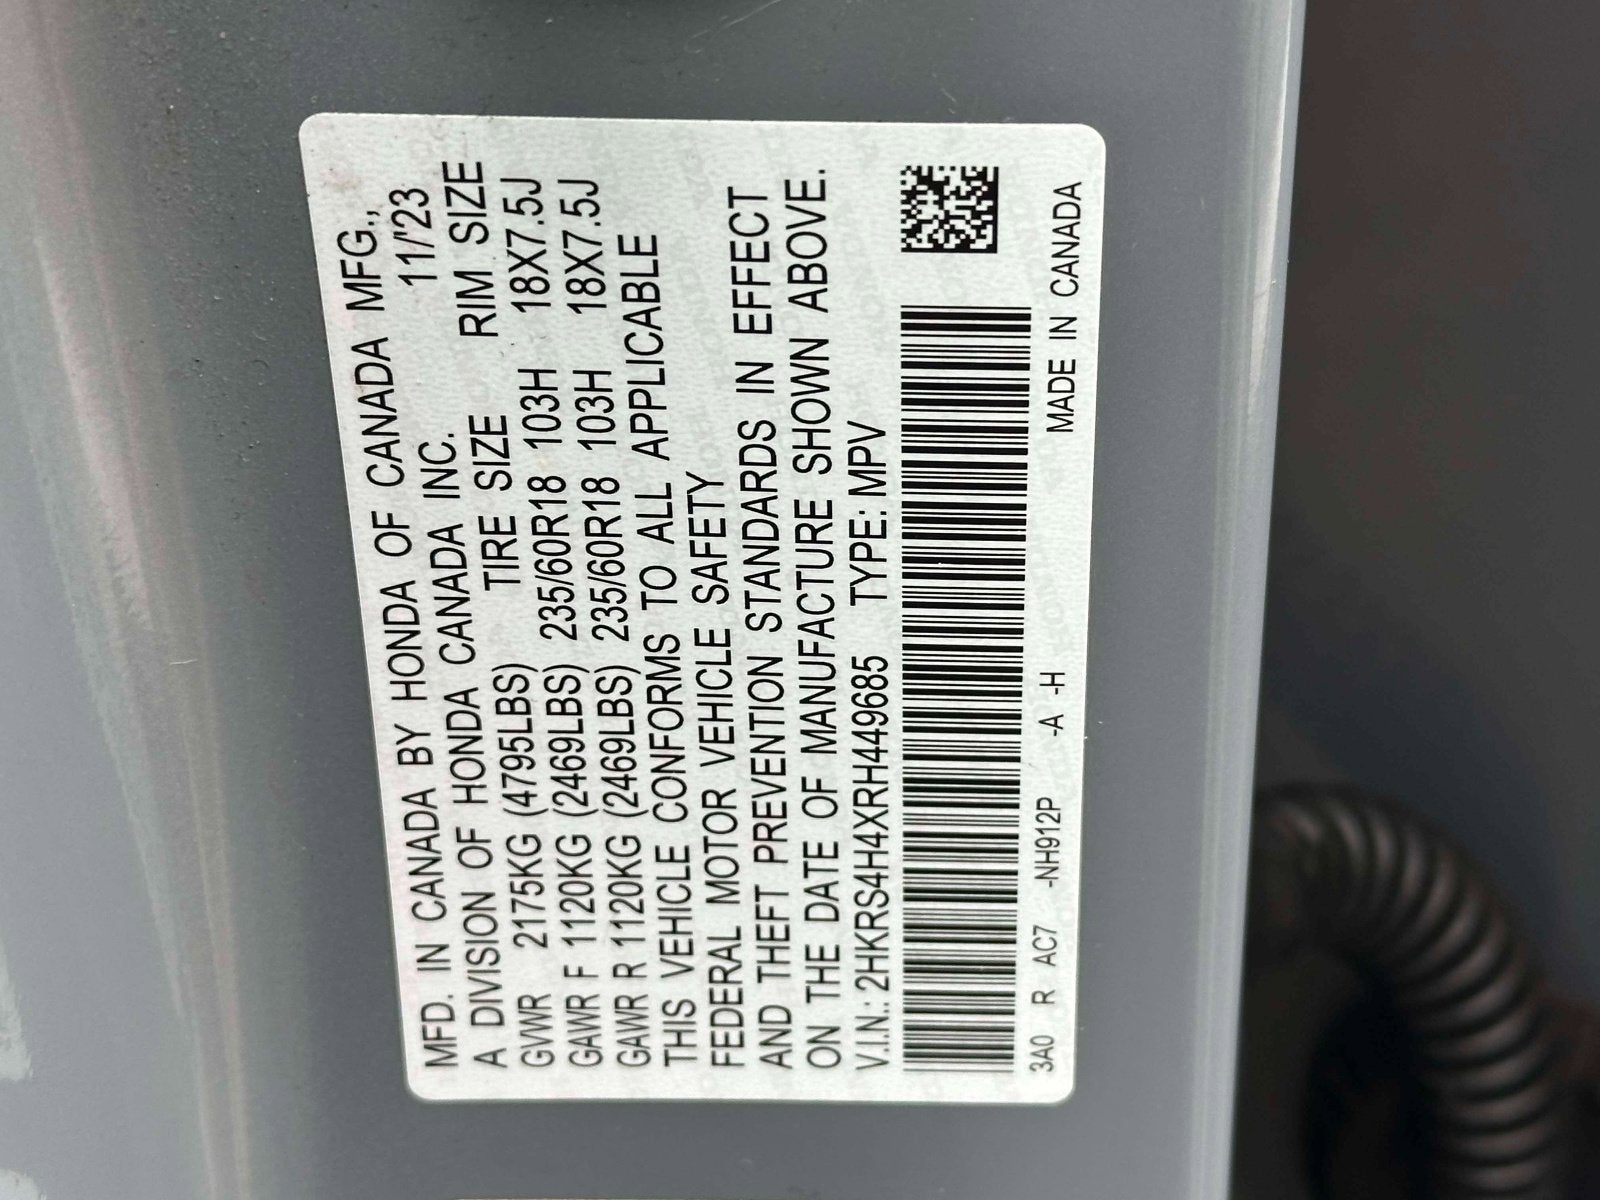 MFD. IN CANADA BY HONDA OF CANADA MFG.,
A DIVISION OF HONDA CANADA INC. 11/'23
GVWR 2175KG (4795LBS) TIRE SIZE RIM SIZE
GAWR F 1120KG (2469LBS) 235/60R18 103H 18X7.5J
GAWR R 1120KG (2469LBS) 235/60R18 103H 18X7.5J
THIS VEHICLE CONFORMS TO ALL APPLICABLE
FEDERAL MOTOR VEHICLE SAFETY
AND THEFT PREVENTION STANDARDS IN EFFECT
ON THE DATE OF MANUFACTURE SHOWN ABOVE.
V.I.N.: 2HKRS4H4XRH449685 TYPE: MPV
3A0 R AC7 -NH912P -A -H MADE IN CANADA